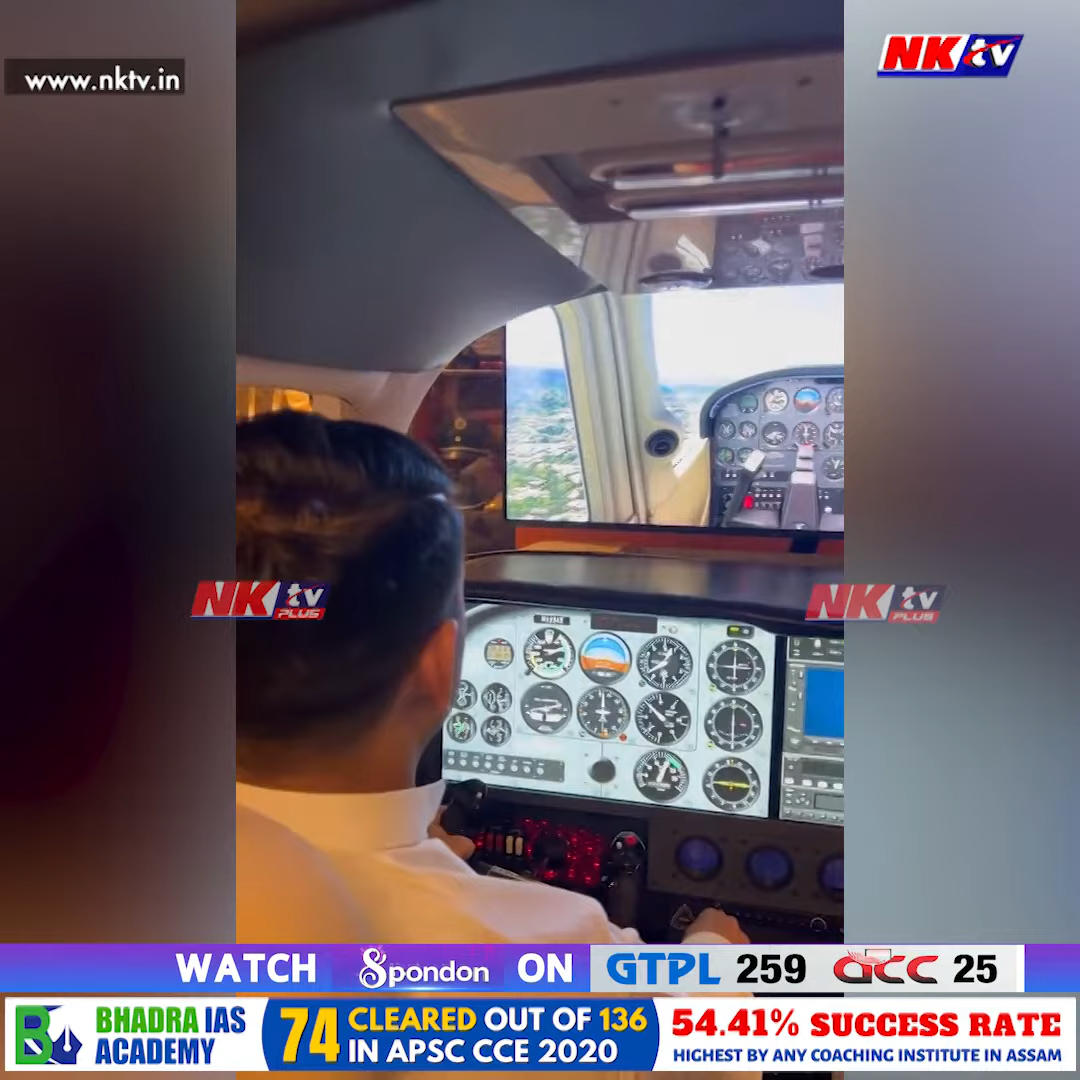 www.nktv.in
NK tv
NK tv
PLUS
NK tv
PLUS
WATCH Spondon ON GTPL 259 acc 25
BHADRA IAS
ACADEMY
74 CLEARED OUT OF 136
IN APSC CCE 2020
54.41% SUCCESS RATE
HIGHEST BY ANY COACHING INSTITUTE IN ASSAM